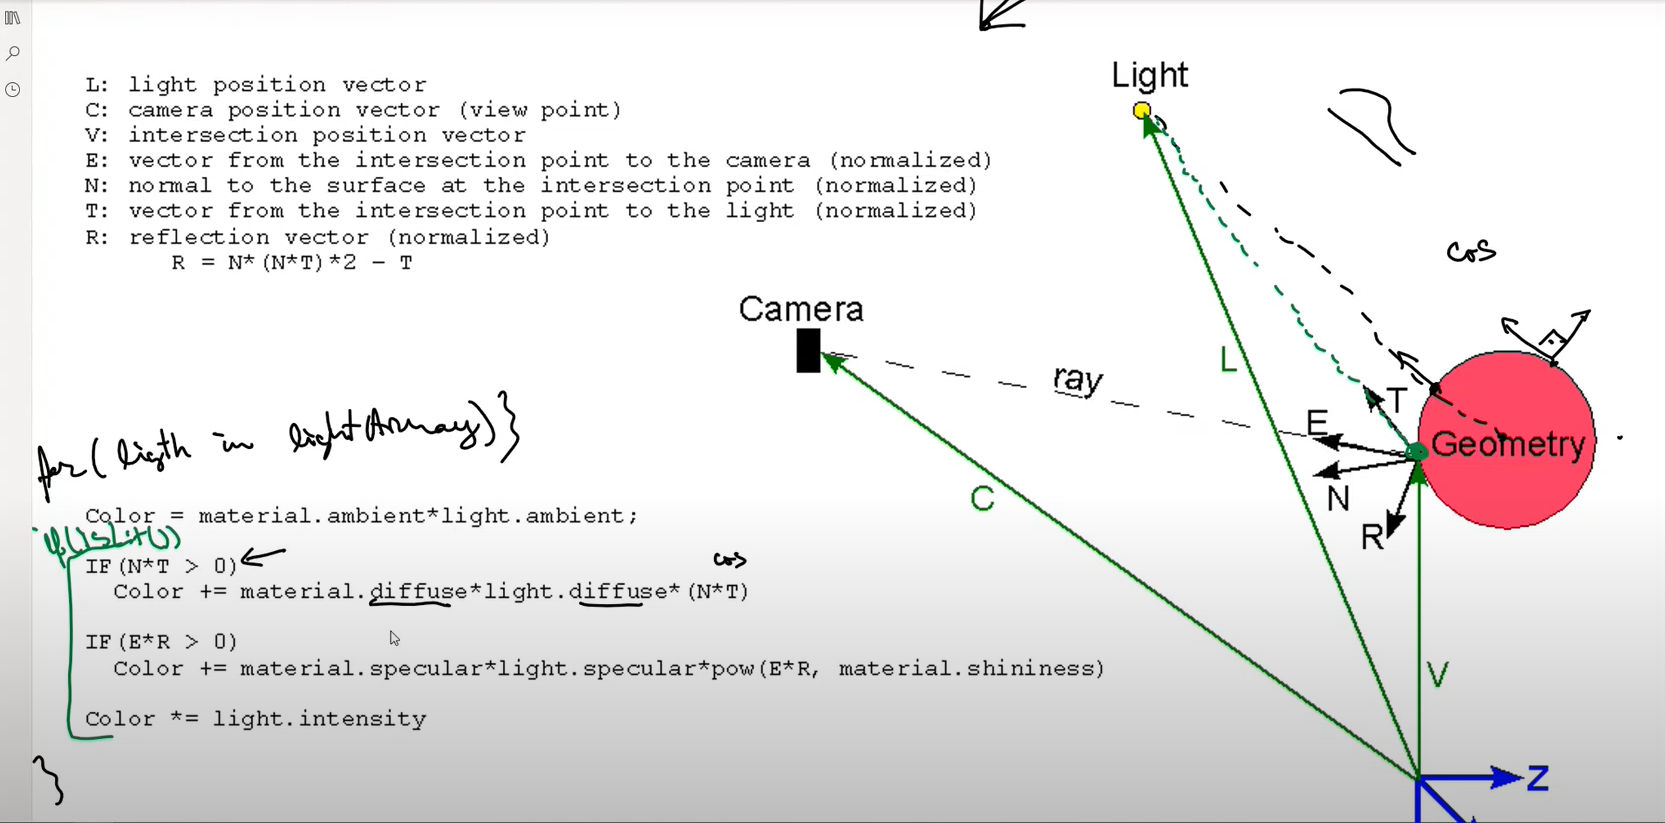 L: light position vector
C: camera position vector (view point)
V: intersection position vector
E: vector from the intersection point to the camera (normalized)
N: normal to the surface at the intersection point (normalized)
T: vector from the intersection point to the light (normalized)
R: reflection vector (normalized)
R = N*(N*T)*2 - T
Light
cos
Camera
ray
L
T
E
Geometry
N
R
C
V
Z
for(ligth in lightArray){
Color = material.ambient*light.ambient;
if(isLit())
IF(N*T > 0)
cos
Color += material.diffuse*light.diffuse*(N*T)
IF(E*R > 0)
Color += material.specular*light.specular*pow(E*R, material.shininess)
Color *= light.intensity
}